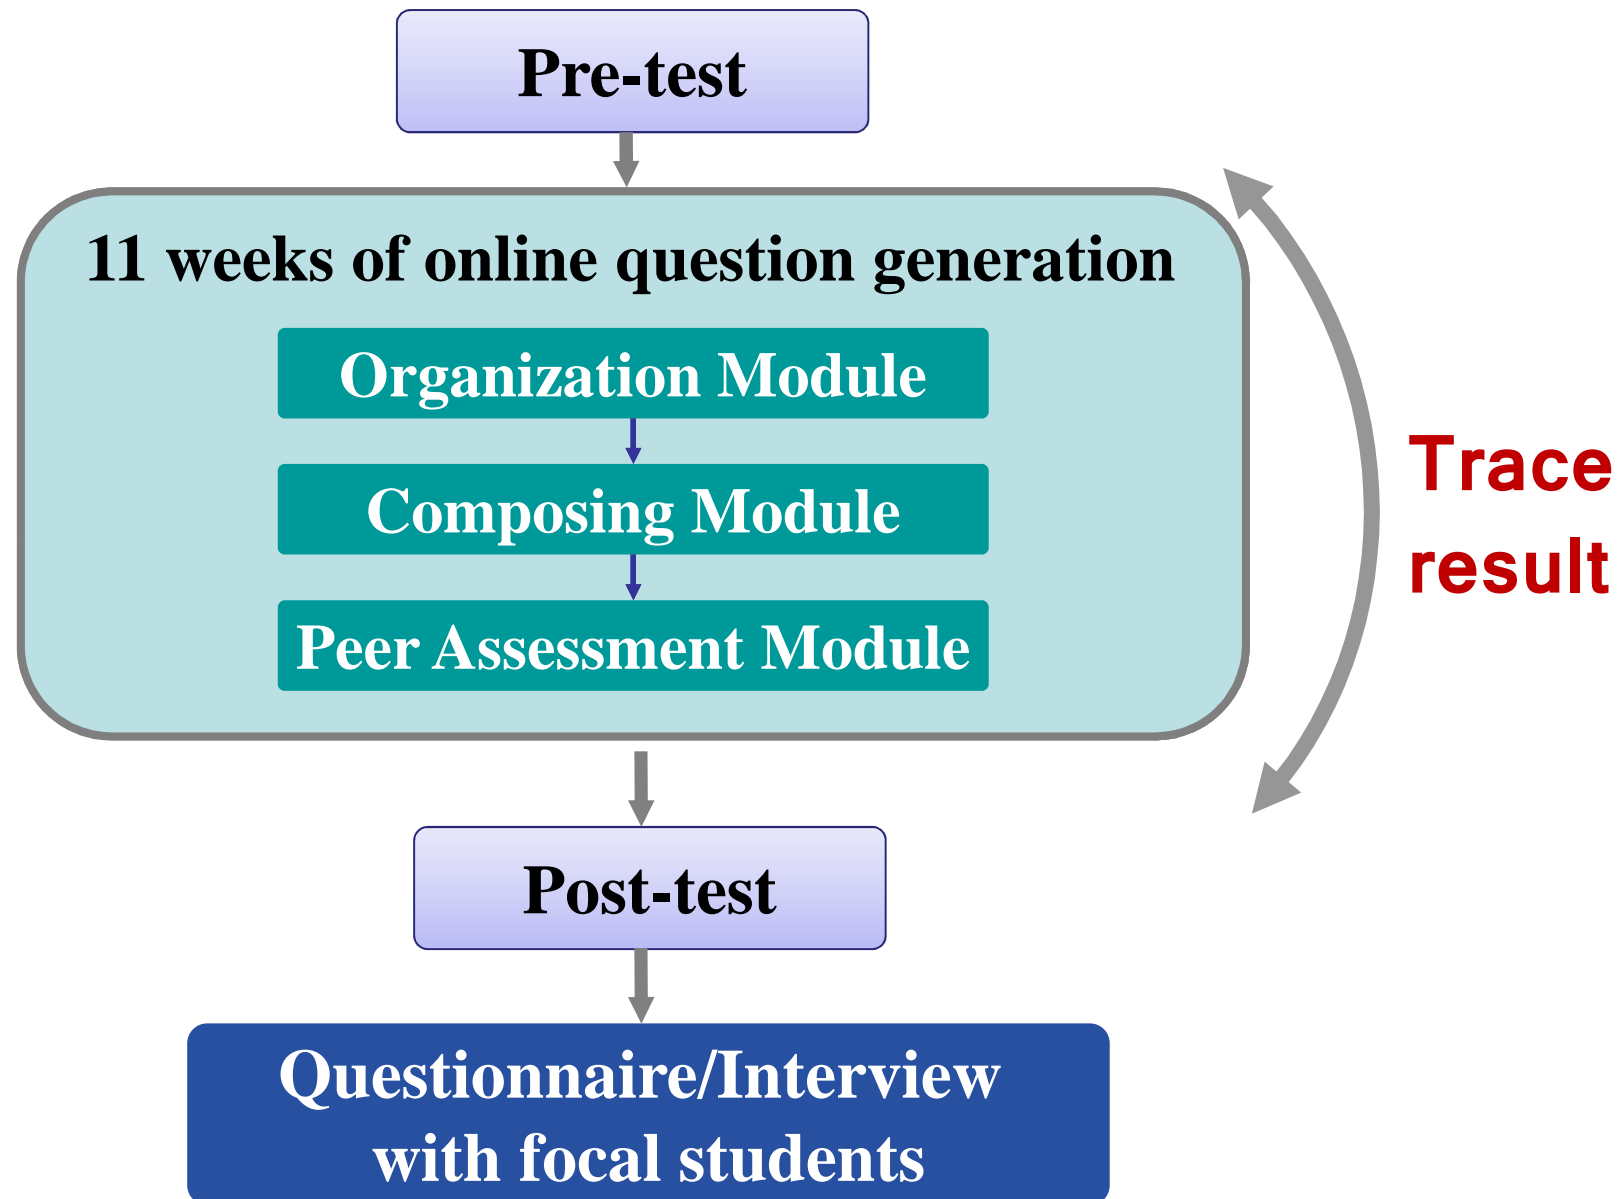 Pre-test
11 weeks of online question generation
Organization Module
Composing Module
Peer Assessment Module
Trace
result
Post-test
Questionnaire/Interview
with focal students